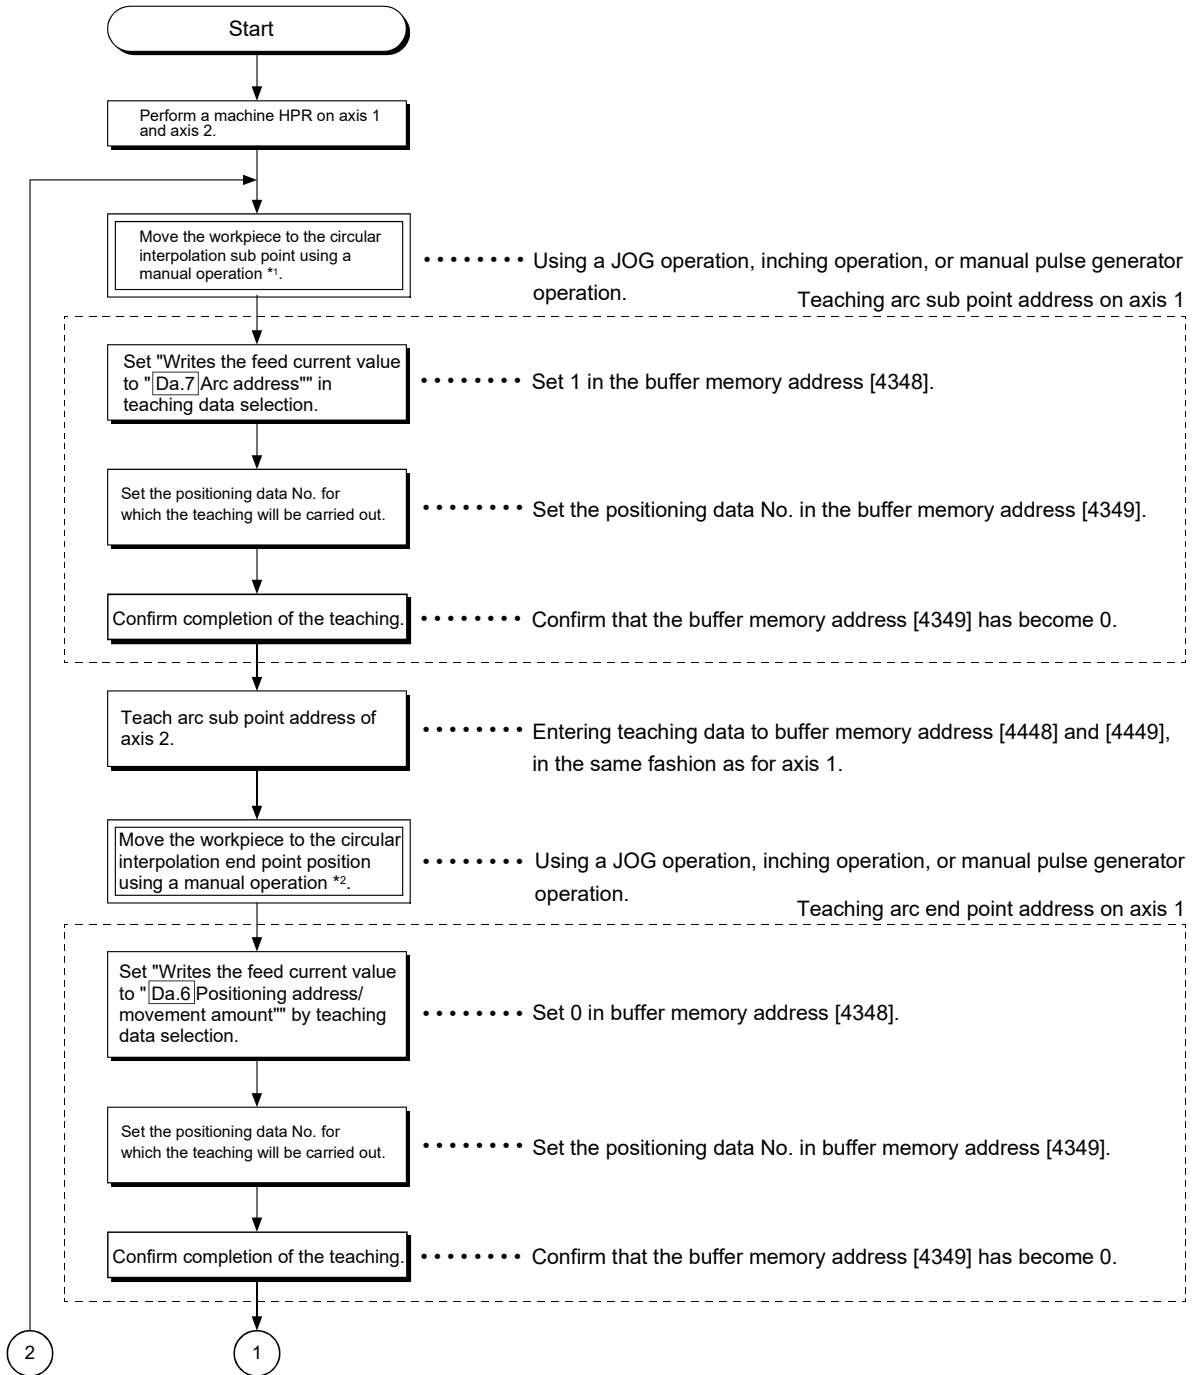 Start
Perform a machine HPR on axis 1
and axis 2.
Move the workpiece to the circular
interpolation sub point using a
manual operation *1.
Using a JOG operation, inching operation, or manual pulse generator
operation.
Teaching arc sub point address on axis 1
Set "Writes the feed current value
to "Da.7 Arc address"" in
teaching data selection.
Set 1 in the buffer memory address [4348].
Set the positioning data No. for
which the teaching will be carried out.
Set the positioning data No. in the buffer memory address [4349].
Confirm completion of the teaching.
Confirm that the buffer memory address [4349] has become 0.
Teach arc sub point address of
axis 2.
Entering teaching data to buffer memory address [4448] and [4449],
in the same fashion as for axis 1.
Move the workpiece to the circular
interpolation end point position
using a manual operation *2.
Using a JOG operation, inching operation, or manual pulse generator
operation.
Teaching arc end point address on axis 1
Set "Writes the feed current value
to "Da.6 Positioning address/
movement amount"" by teaching
data selection.
Set 0 in buffer memory address [4348].
Set the positioning data No. for
which the teaching will be carried out.
Set the positioning data No. in buffer memory address [4349].
Confirm completion of the teaching.
Confirm that the buffer memory address [4349] has become 0.
2
1